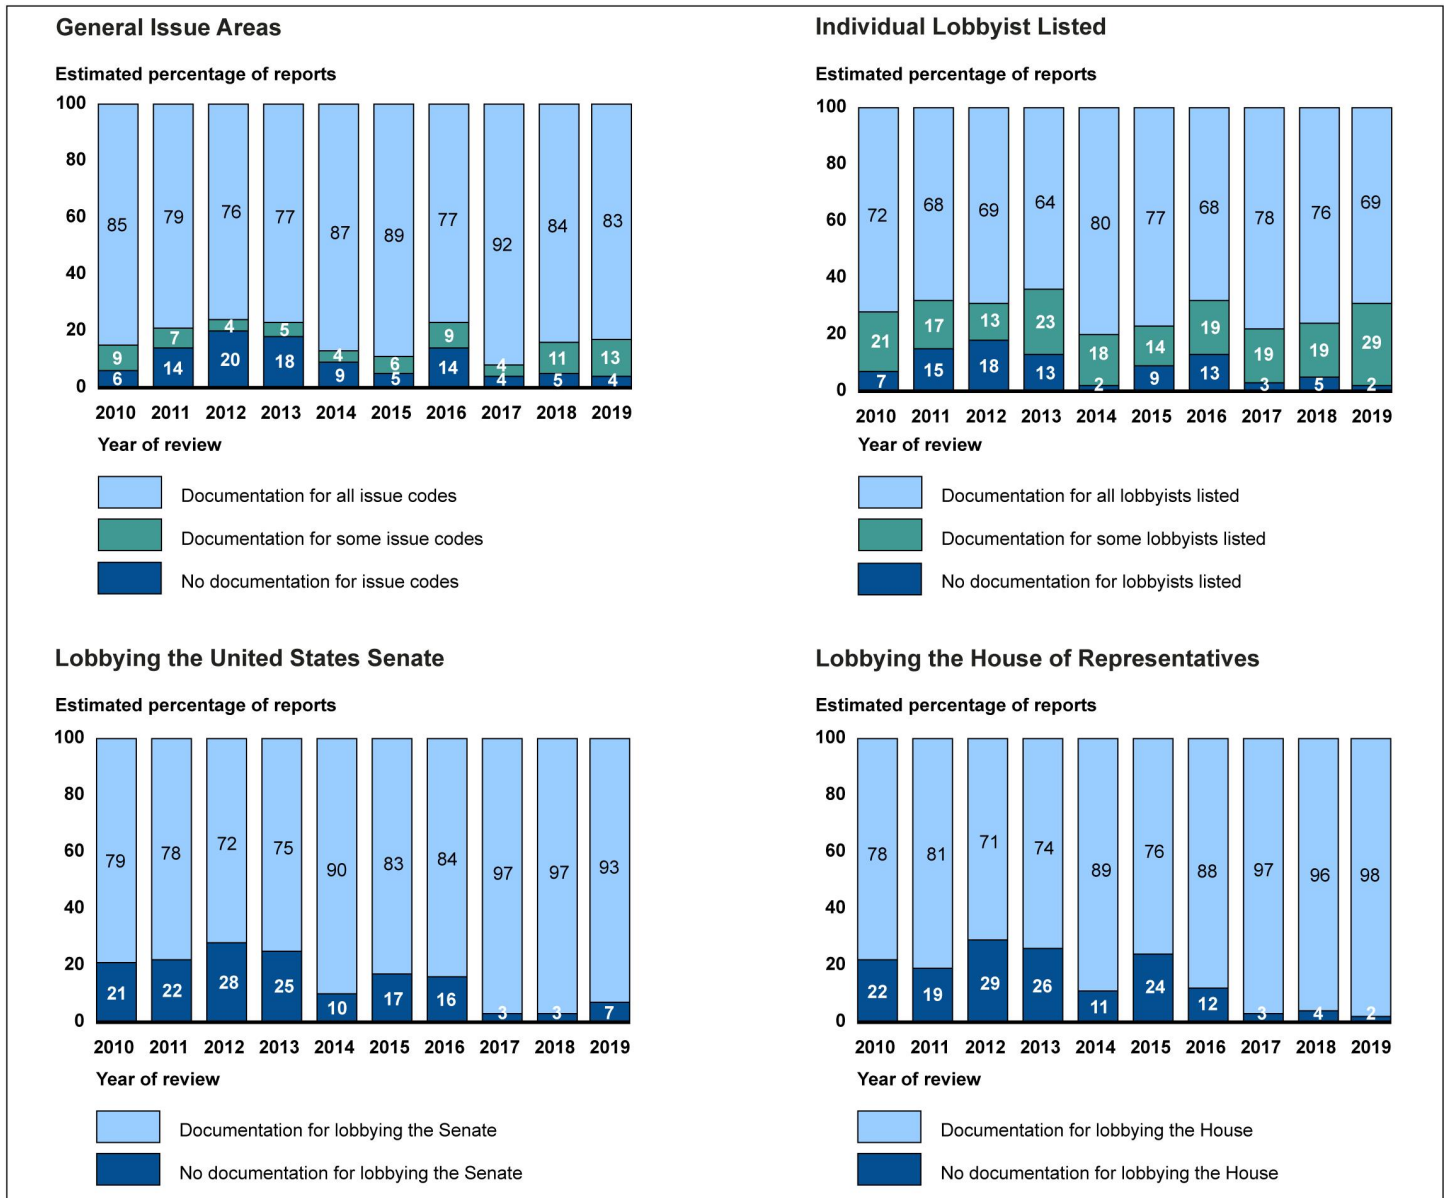 General Issue Areas
Estimated percentage of reports
100
80
60
40
20
0
85 79 76 77 87 89 77 92 84 83
9 7 4 5 4 6 9 4 11 13
6 14 20 18 9 5 14 4 5 4
2010 2011 2012 2013 2014 2015 2016 2017 2018 2019
Year of review
Documentation for all issue codes
Documentation for some issue codes
No documentation for issue codes
Individual Lobbyist Listed
Estimated percentage of reports
100
80
60
40
20
0
72 68 69 64 80 77 68 78 76 69
21 17 13 23 18 14 19 19 19 29
7 15 18 13 2 9 13 3 5 2
2010 2011 2012 2013 2014 2015 2016 2017 2018 2019
Year of review
Documentation for all lobbyists listed
Documentation for some lobbyists listed
No documentation for lobbyists listed
Lobbying the United States Senate
Estimated percentage of reports
100
80
60
40
20
0
79 78 72 75 90 83 84 97 97 93
21 22 28 25 10 17 16 3 3 7
2010 2011 2012 2013 2014 2015 2016 2017 2018 2019
Year of review
Documentation for lobbying the Senate
No documentation for lobbying the Senate
Lobbying the House of Representatives
Estimated percentage of reports
100
80
60
40
20
0
78 81 71 74 89 76 88 97 96 98
22 19 29 26 11 24 12 3 4 2
2010 2011 2012 2013 2014 2015 2016 2017 2018 2019
Year of review
Documentation for lobbying the House
No documentation for lobbying the House